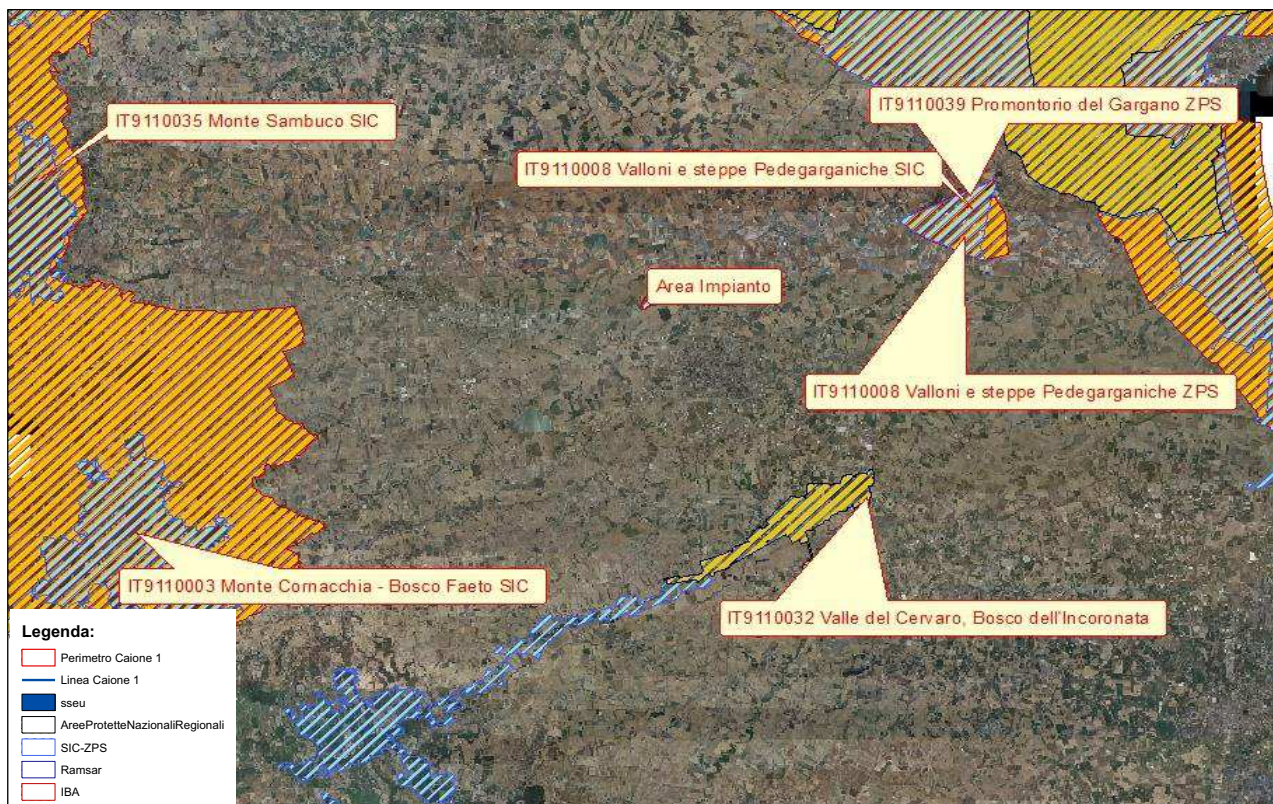 IT9110035 Monte Sambuco SIC
IT9110039 Promontorio del Gargano ZPS
IT9110008 Valloni e steppe Pedegarganiche SIC
Area Impianto
IT9110008 Valloni e steppe Pedegarganiche ZPS
IT9110003 Monte Cornacchia - Bosco Faeto SIC
IT9110032 Valle del Cervaro, Bosco dell'Incoronata
Legenda:
Perimetro Caione 1
Linea Caione 1
sseu
AreeProtetteNazionaliRegionali
SIC-ZPS
Ramsar
IBA